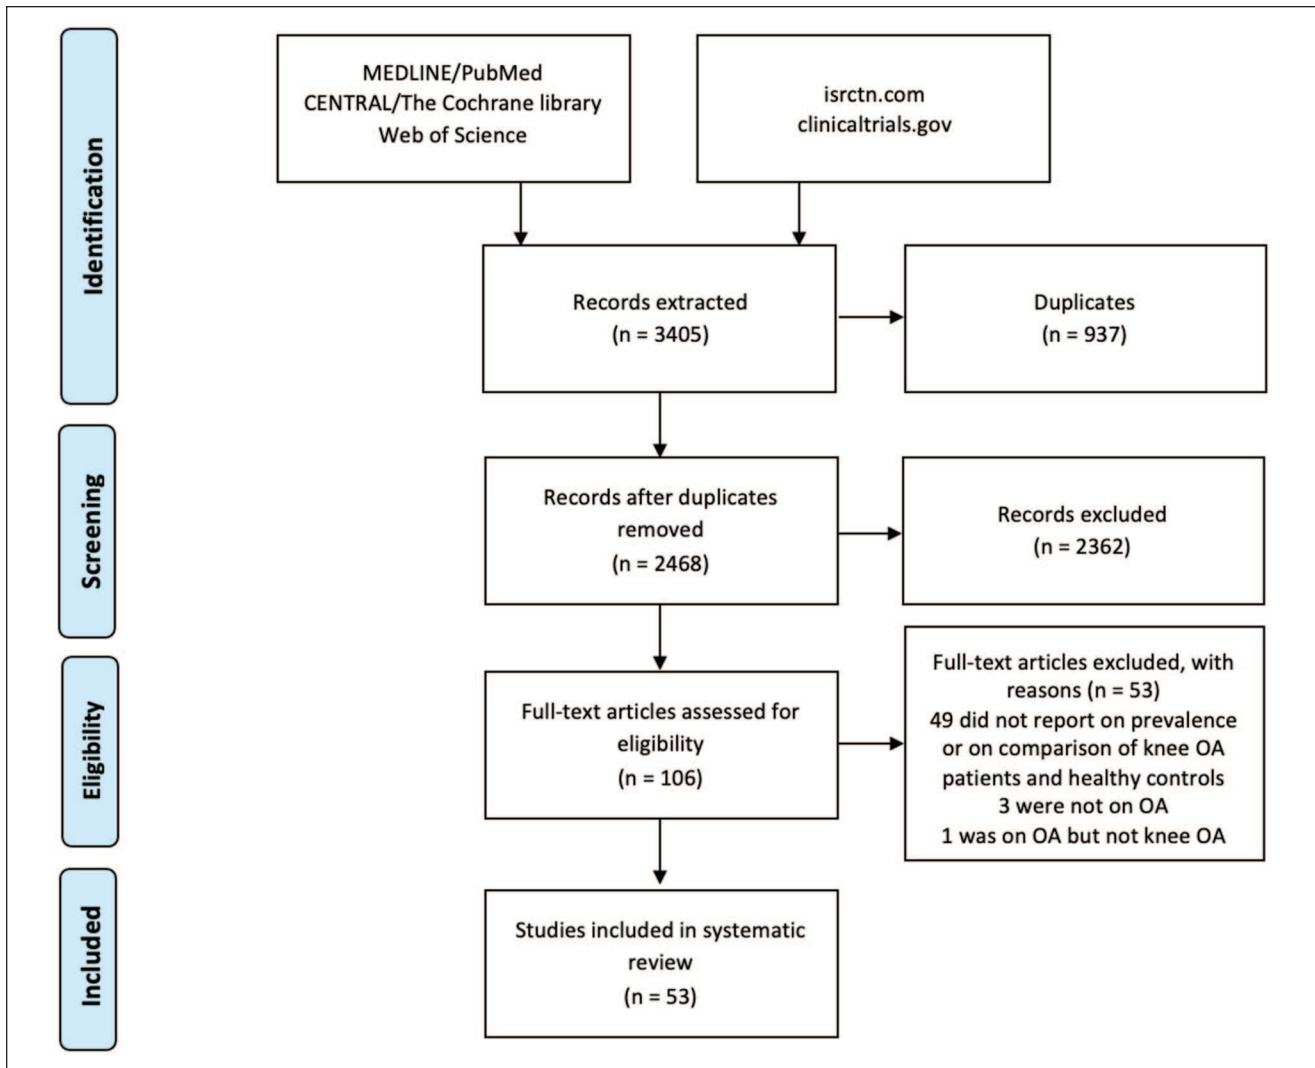 Identification
MEDLINE/PubMed
CENTRAL/The Cochrane library
Web of Science
isrctn.com
clinicaltrials.gov
Records extracted
(n = 3405)
Duplicates
(n = 937)
Screening
Records after duplicates
removed
(n = 2468)
Records excluded
(n = 2362)
Eligibility
Full-text articles assessed for
eligibility
(n = 106)
Full-text articles excluded, with
reasons (n = 53)
49 did not report on prevalence
or on comparison of knee OA
patients and healthy controls
3 were not on OA
1 was on OA but not knee OA
Included
Studies included in systematic
review
(n = 53)